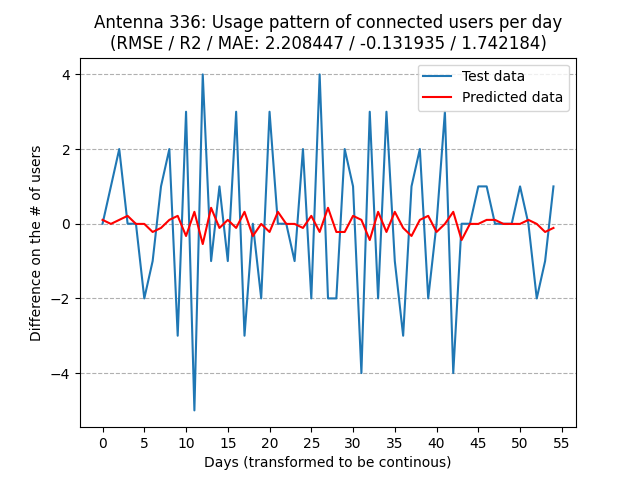 Antenna 336: Usage pattern of connected users per day
(RMSE / R2 / MAE: 2.208447 / -0.131935 / 1.742184)
Test data
Predicted data
4
2
0
−2
−4
Difference on the # of users
0 5 10 15 20 25 30 35 40 45 50 55
Days (transformed to be continous)